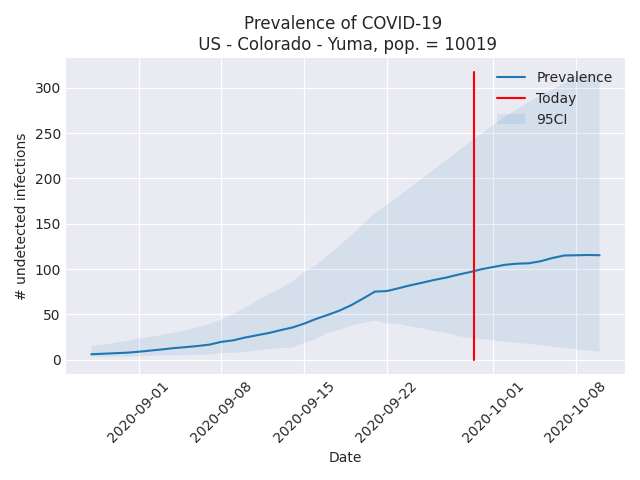 Prevalence of COVID-19
US - Colorado - Yuma, pop. = 10019
Prevalence
Today
95CI
# undetected infections
300
250
200
150
100
50
0
2020-09-01
2020-09-08
2020-09-15
2020-09-22
2020-10-01
2020-10-08
Date